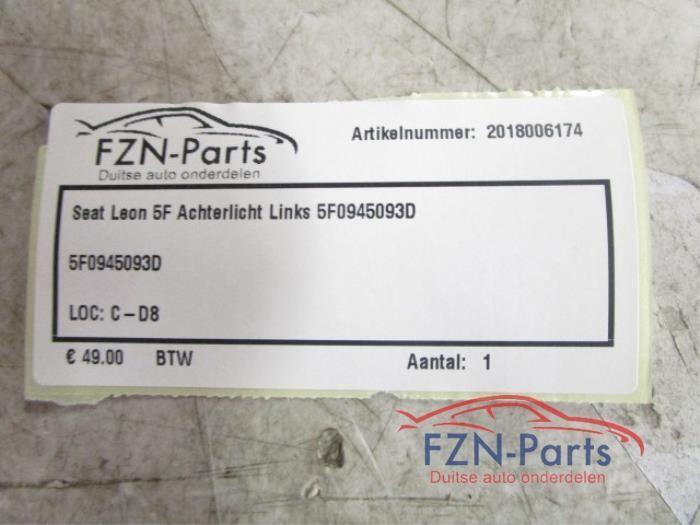 FZN-Parts
Duitse auto onderdelen
Artikelnummer: 2018006174
Seat Leon 5F Achterlicht Links 5F0945093D
5F0945093D
LOC: C-D8
€ 49.00 BTW
Aantal: 1
FZN-Parts
Duitse auto onderdelen